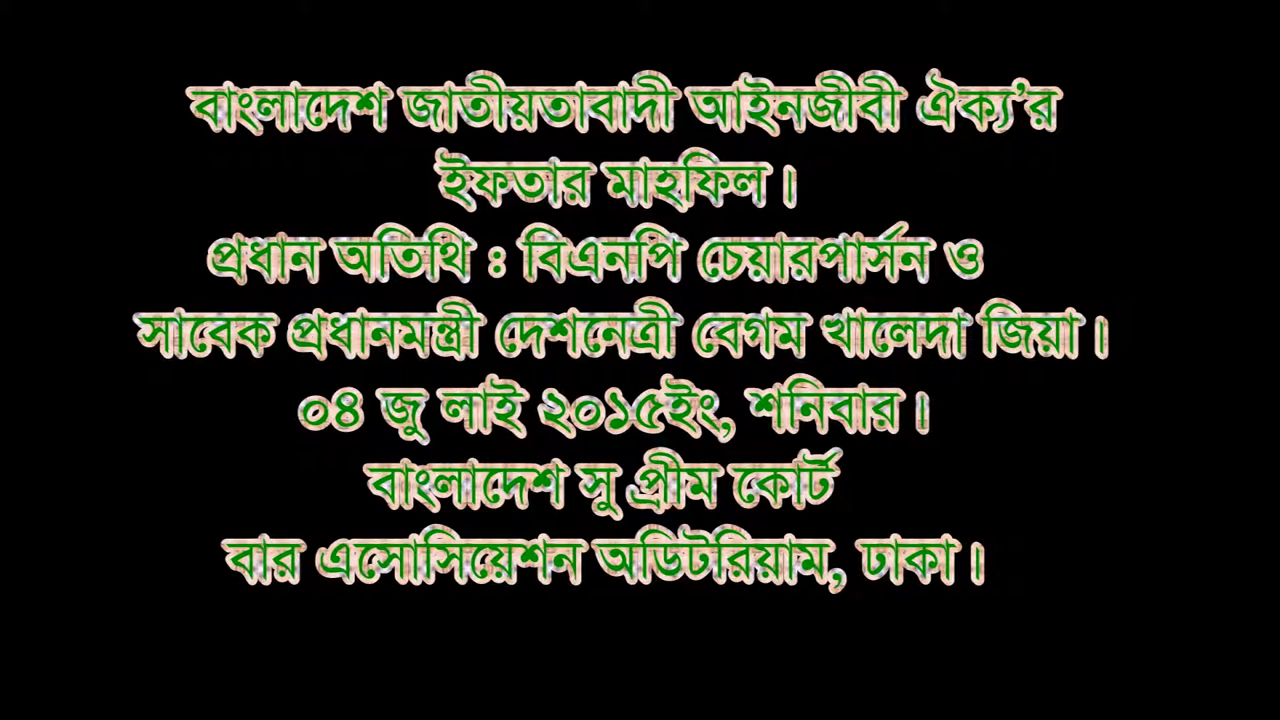 বাংলাদেশ জাতীয়তাবাদী আইনজীবী ঐক্য’র
ইফতার মাহফিল।
প্রধান অতিথি ঃ বিএনপি চেয়ারপার্সন ও
সাবেক প্রধানমন্ত্রী দেশনেত্রী বেগম খালেদা জিয়া।
০৪ জু লাই ২০১৫ইং, শনিবার।
বাংলাদেশ সু প্রীম কোর্ট
বার এসোসিয়েশন অডিটরিয়াম, ঢাকা।